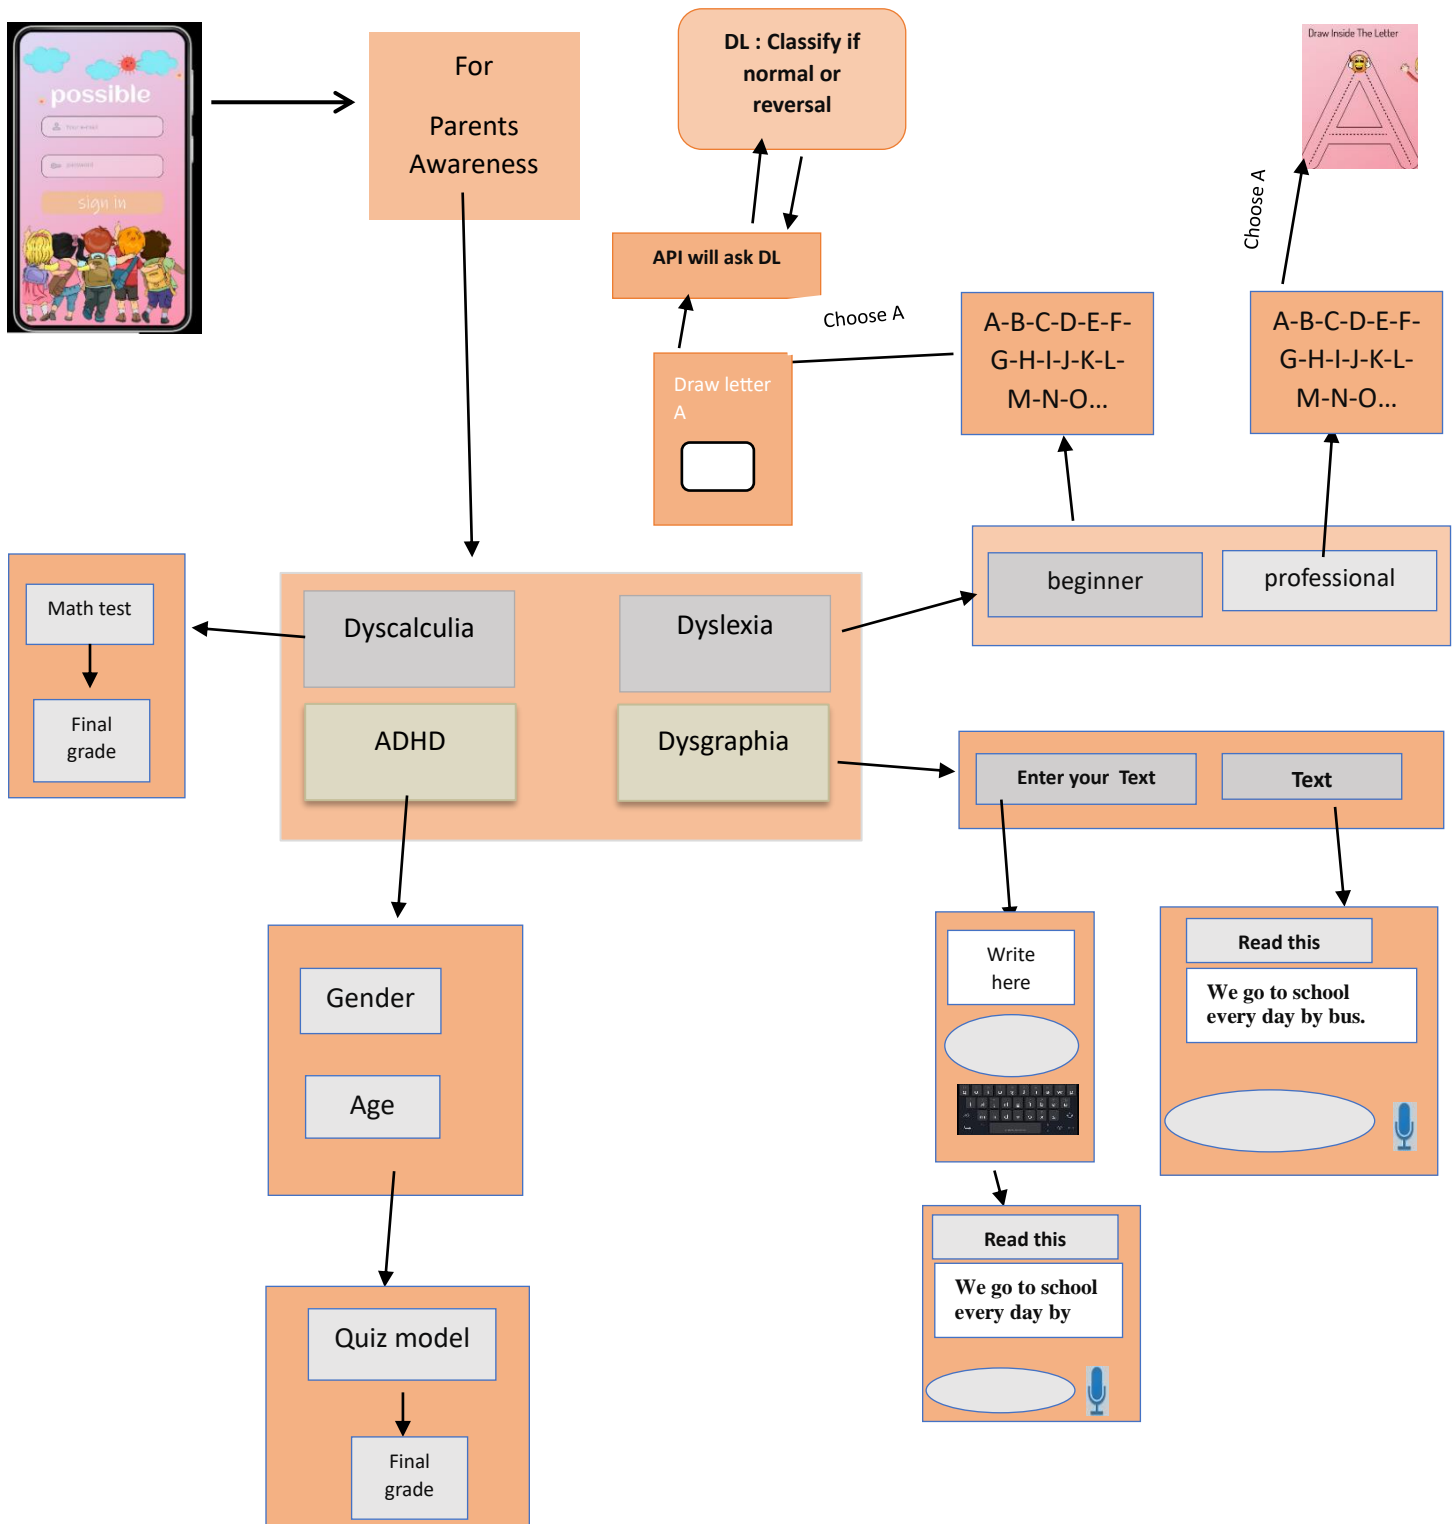 possible
Your e-mail
password
sign in
For
Parents
Awareness
DL : Classify if
normal or
reversal
API will ask DL
Choose A
Draw letter
A
A-B-C-D-E-F-
G-H-I-J-K-L-
M-N-O...
Draw Inside The Letter
Choose A
A-B-C-D-E-F-
G-H-I-J-K-L-
M-N-O...
beginner
professional
Math test
Final
grade
Dyscalculia
Dyslexia
ADHD
Dysgraphia
Enter your Text
Text
Gender
Age
Quiz model
Final
grade
Write
here
Read this
We go to school
every day by bus.
Read this
We go to school
every day by